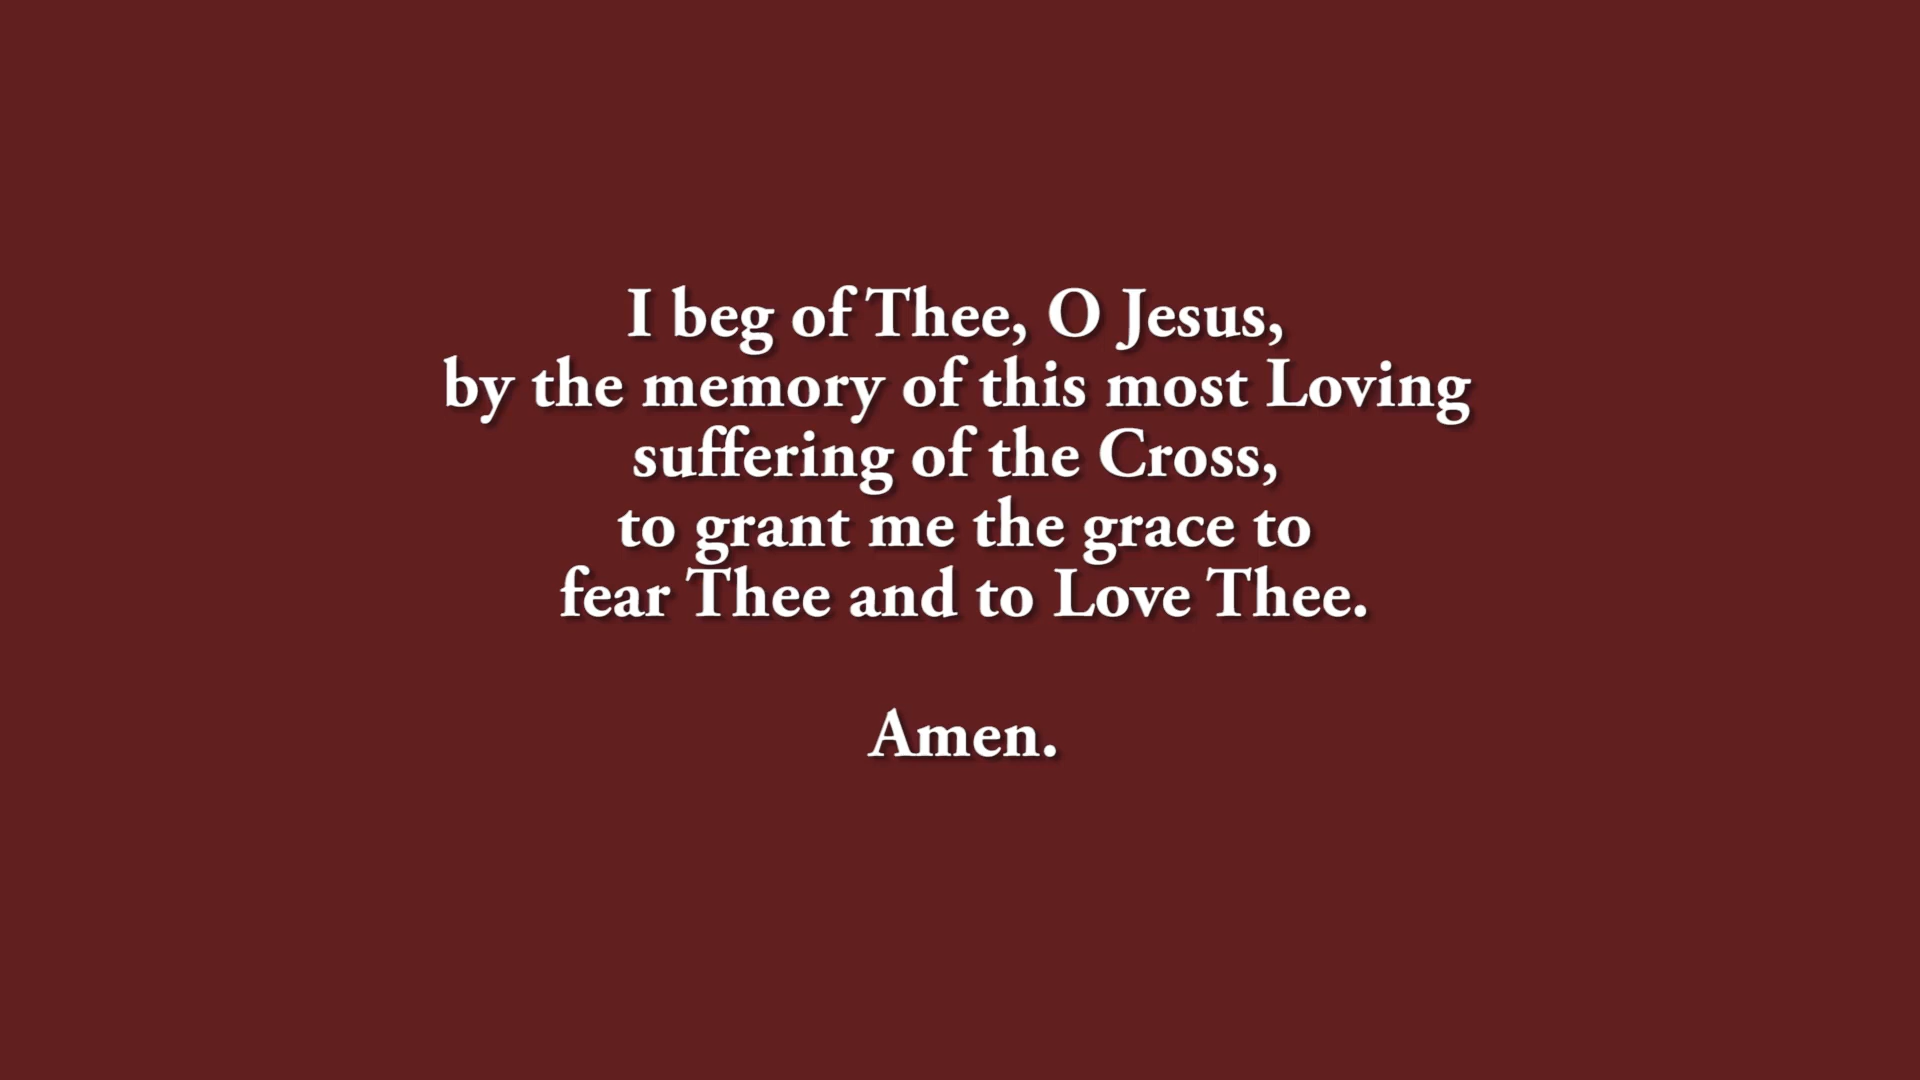 I beg of Thee, O Jesus,
by the memory of this most Loving
suffering of the Cross,
to grant me the grace to
fear Thee and to Love Thee.
Amen.